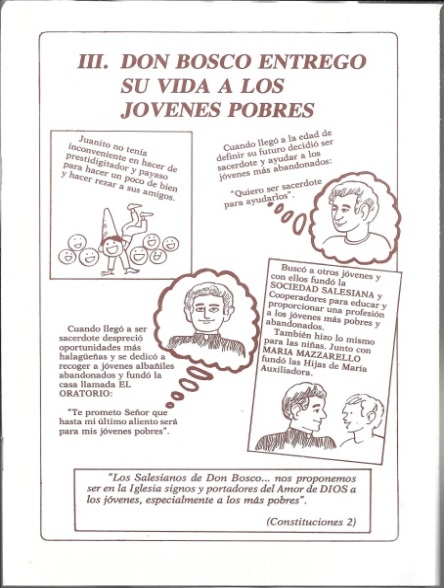 III. DON BOSCO ENTREGO
SU VIDA A LOS
JOVENES POBRES
Juanito no tenía
inconveniente en hacer de
prestidigitador y payaso
para hacer un poco de bien
y hacer rezar a sus amigos.
Cuando llegó a la edad de
definir su futuro decidió ser
sacerdote y ayudar a los
jóvenes más abandonados:
"Quiero ser sacerdote
para ayudarlos".
Buscó a otros jóvenes y
con ellos fundó la
SOCIEDAD SALESIANA y
Cooperadores para educar y
proporcionar una profesión
a los jóvenes más pobres y
abandonados.
También hizo lo mismo
para las niñas. Junto con
MARIA MAZZARELLO
fundó las Hijas de María
Auxiliadora.
Cuando llegó a ser
sacerdote despreció
oportunidades más
halagüeñas y se dedicó a
recoger a jóvenes albañiles
abandonados y fundó la
casa llamada EL
ORATORIO:
"Te prometo Señor que
hasta mi último aliento será
para mis jóvenes pobres".
"Los Salesianos de Don Bosco... nos proponemos
ser en la Iglesia signos y portadores del Amor de DIOS a
los jóvenes, especialmente a los más pobres".
(Constituciones 2)